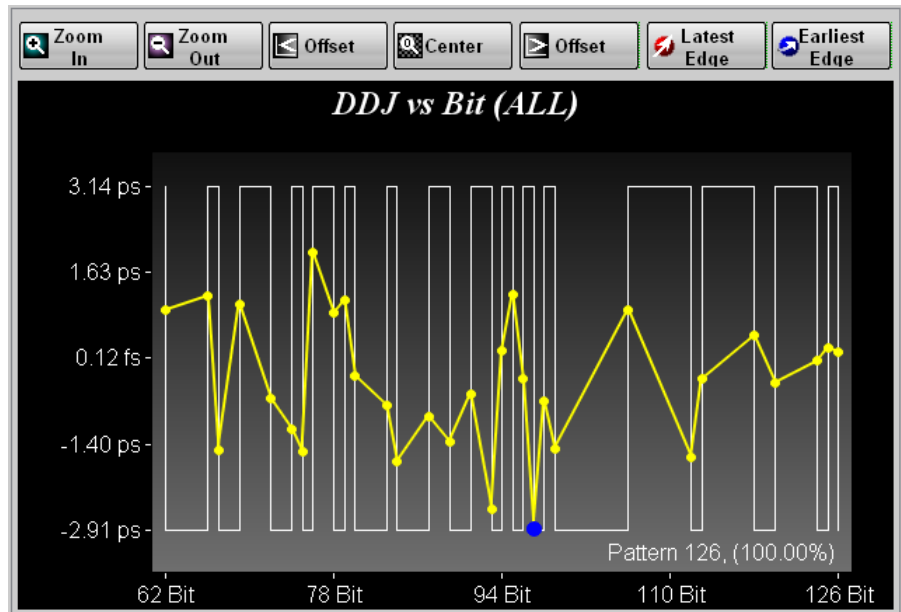 Zoom In
Zoom Out
Offset
Center
Offset
Latest Edge
Earliest Edge
DDJ vs Bit (ALL)
3.14 ps
1.63 ps
0.12 fs
-1.40 ps
-2.91 ps
Pattern 126, (100.00%)
62 Bit 78 Bit 94 Bit 110 Bit 126 Bit